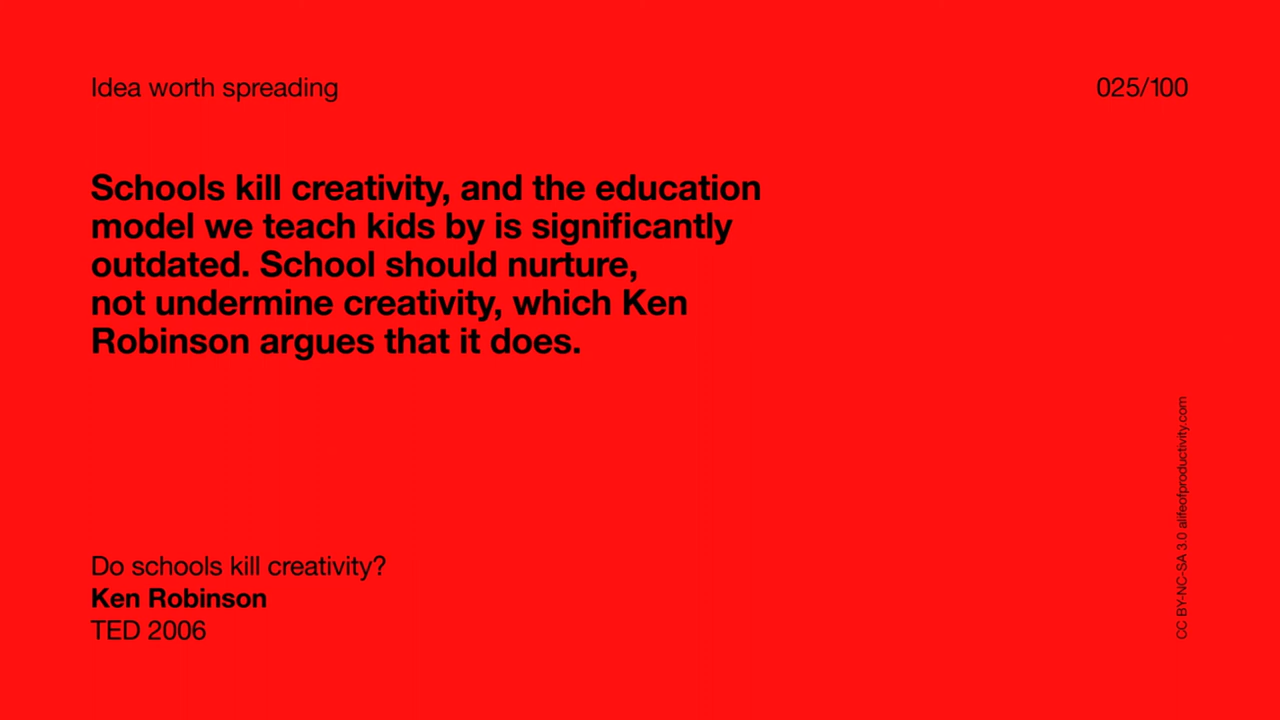 Idea worth spreading
025/100
Schools kill creativity, and the education
model we teach kids by is significantly
outdated. School should nurture,
not undermine creativity, which Ken
Robinson argues that it does.
Do schools kill creativity?
Ken Robinson
TED 2006
CC BY-NC-SA 3.0 alifeofproductivity.com